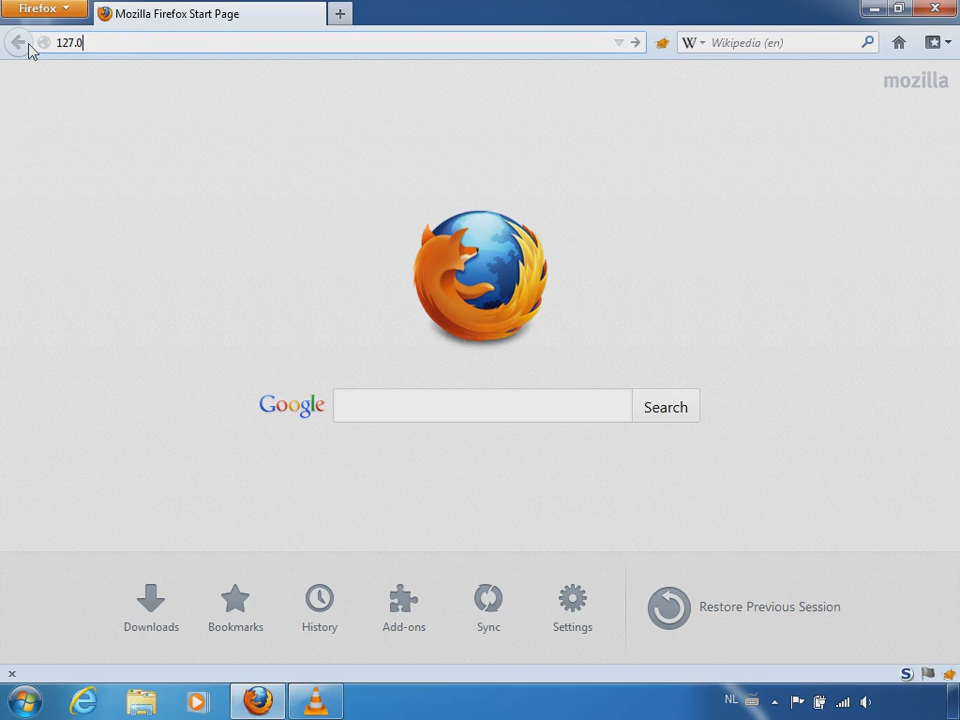 Firefox
Mozilla Firefox Start Page
127.0
W
Wikipedia (en)
mozilla
Google
Search
Downloads
Bookmarks
History
Add-ons
Sync
Settings
Restore Previous Session
x
S
NL